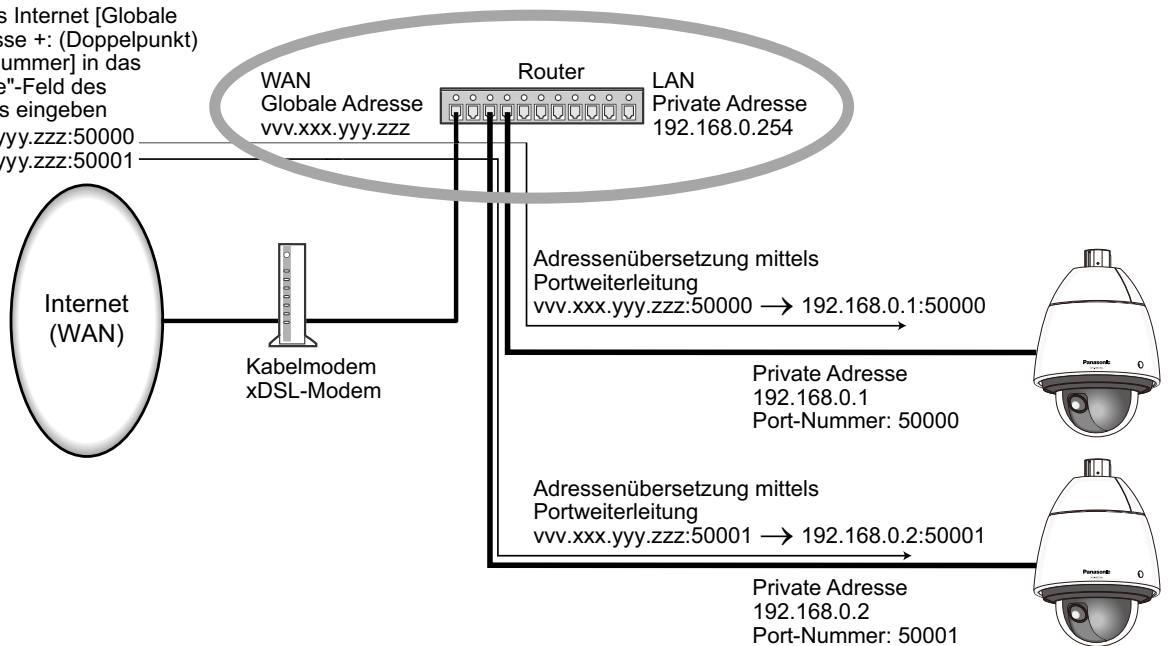 s Internet [Globale
sse +: (Doppelpunkt)
ummer] in das
e"-Feld des
s eingeben
yyy.zzz:50000
yyy.zzz:50001
WAN
Globale Adresse
vvv.xxx.yyy.zzz
Router
LAN
Private Adresse
192.168.0.254
Internet
(WAN)
Kabelmodem
xDSL-Modem
Adressenübersetzung mittels
Portweiterleitung
vvv.xxx.yyy.zzz:50000 → 192.168.0.1:50000
Private Adresse
192.168.0.1
Port-Nummer: 50000
Panasonic
Adressenübersetzung mittels
Portweiterleitung
vvv.xxx.yyy.zzz:50001 → 192.168.0.2:50001
Private Adresse
192.168.0.2
Port-Nummer: 50001
Panasonic